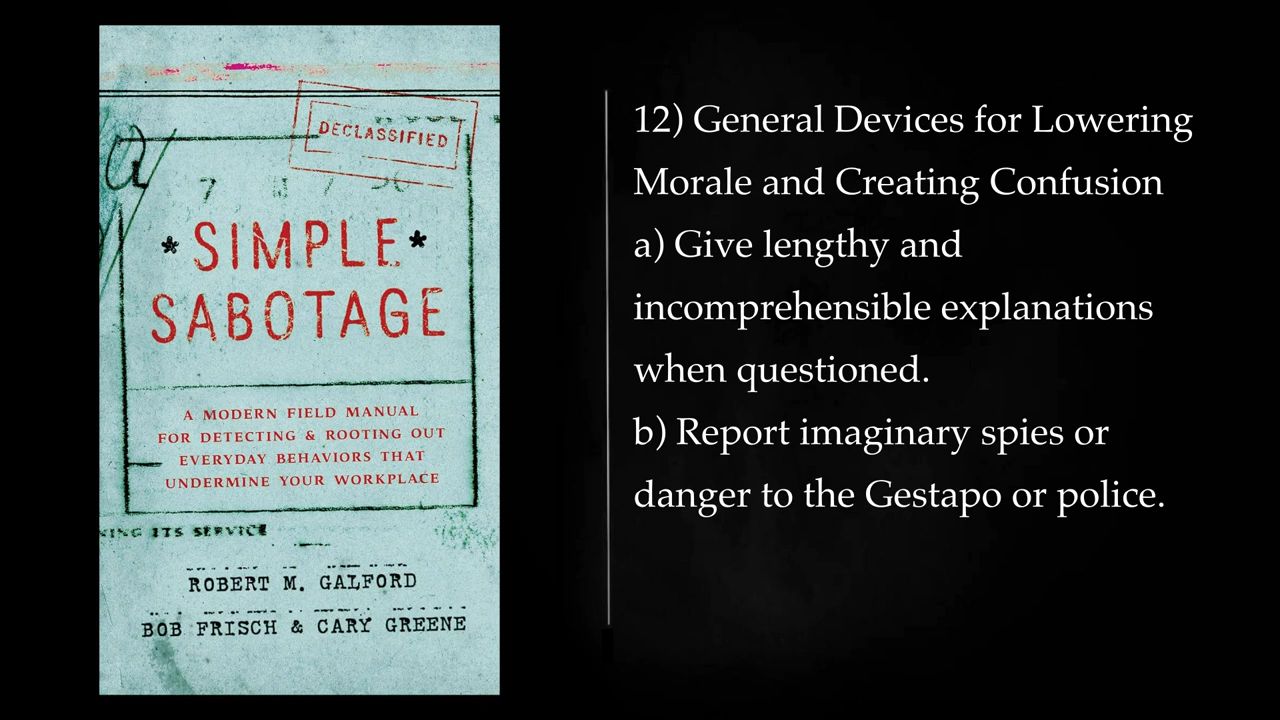 DECLASSIFIED
*SIMPLE*
SABOTAGE
A MODERN FIELD MANUAL
FOR DETECTING & ROOTING OUT
EVERYDAY BEHAVIORS THAT
UNDERMINE YOUR WORKPLACE
ITS SERVICE
ROBERT M. GALFORD
BOB FRISCH & CARY GREENE
12) General Devices for Lowering
Morale and Creating Confusion
a) Give lengthy and
incomprehensible explanations
when questioned.
b) Report imaginary spies or
danger to the Gestapo or police.